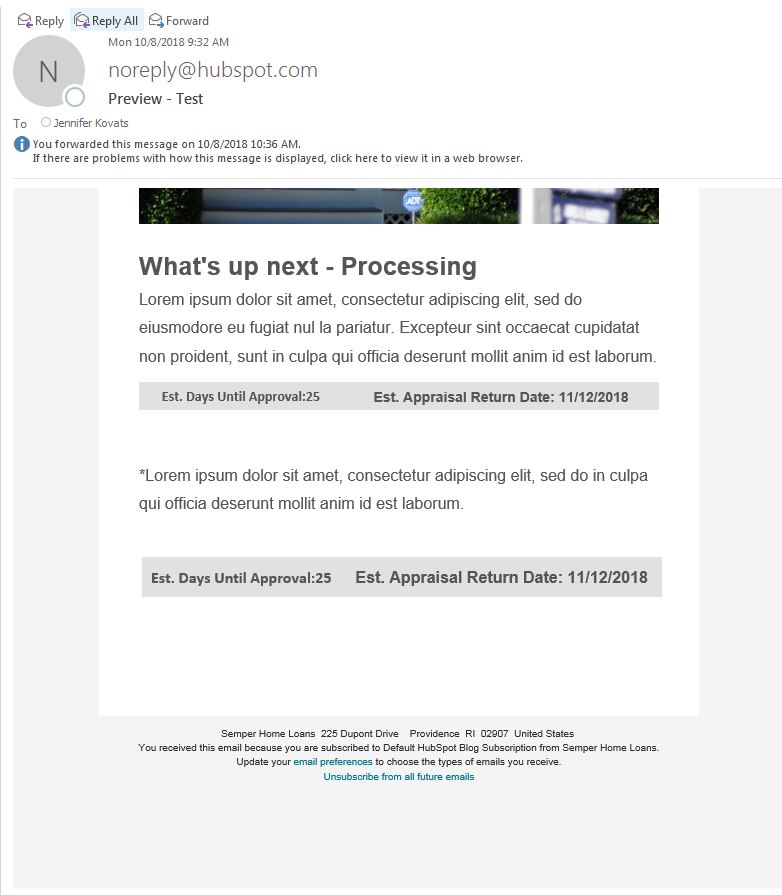 Reply Reply All Forward
Mon 10/8/2018 9:32 AM
N
noreply@hubspot.com
Preview - Test
To Jennifer Kovats
You forwarded this message on 10/8/2018 10:36 AM.
If there are problems with how this message is displayed, click here to view it in a web browser.
ADT
What's up next - Processing
Lorem ipsum dolor sit amet, consectetur adipiscing elit, sed do
eiusmodore eu fugiat nul la pariatur. Excepteur sint occaecat cupidatat
non proident, sunt in culpa qui officia deserunt mollit anim id est laborum.
Est. Days Until Approval:25 Est. Appraisal Return Date: 11/12/2018
*Lorem ipsum dolor sit amet, consectetur adipiscing elit, sed do in culpa
qui officia deserunt mollit anim id est laborum.
Est. Days Until Approval:25 Est. Appraisal Return Date: 11/12/2018
Semper Home Loans 225 Dupont Drive Providence RI 02907 United States
You received this email because you are subscribed to Default HubSpot Blog Subscription from Semper Home Loans.
Update your email preferences to choose the types of emails you receive.
Unsubscribe from all future emails